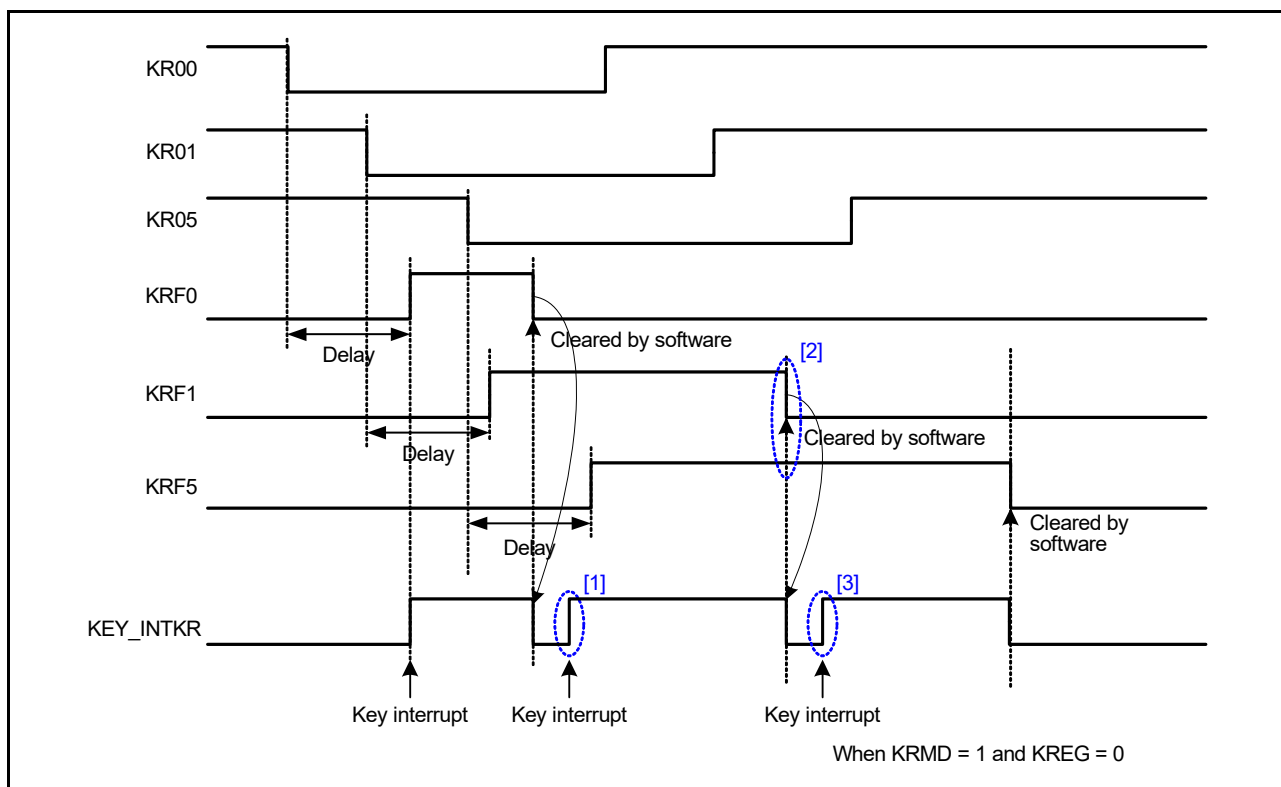 KR00
KR01
KR05
KRF0
Cleared by software
Delay
[2]
KRF1
Cleared by software
Delay
KRF5
Cleared by
software
Delay
[1]
[3]
KEY_INTKR
Key interrupt
Key interrupt
Key interrupt
When KRMD = 1 and KREG = 0